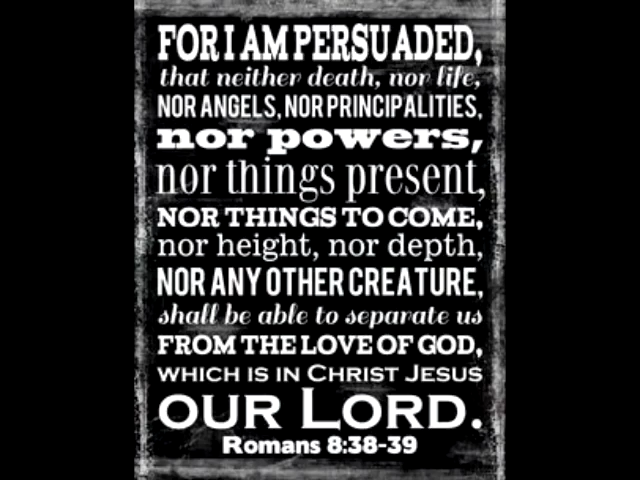 FOR I AM PERSUADED,
that neither death, nor life,
NOR ANGELS, NOR PRINCIPALITIES,
nor powers,
nor things present,
NOR THINGS TO COME,
nor height, nor depth,
NOR ANY OTHER CREATURE,
shall be able to separate us
FROM THE LOVE OF GOD,
WHICH IS IN CHRIST JESUS
OUR LORD.
Romans 8:38-39